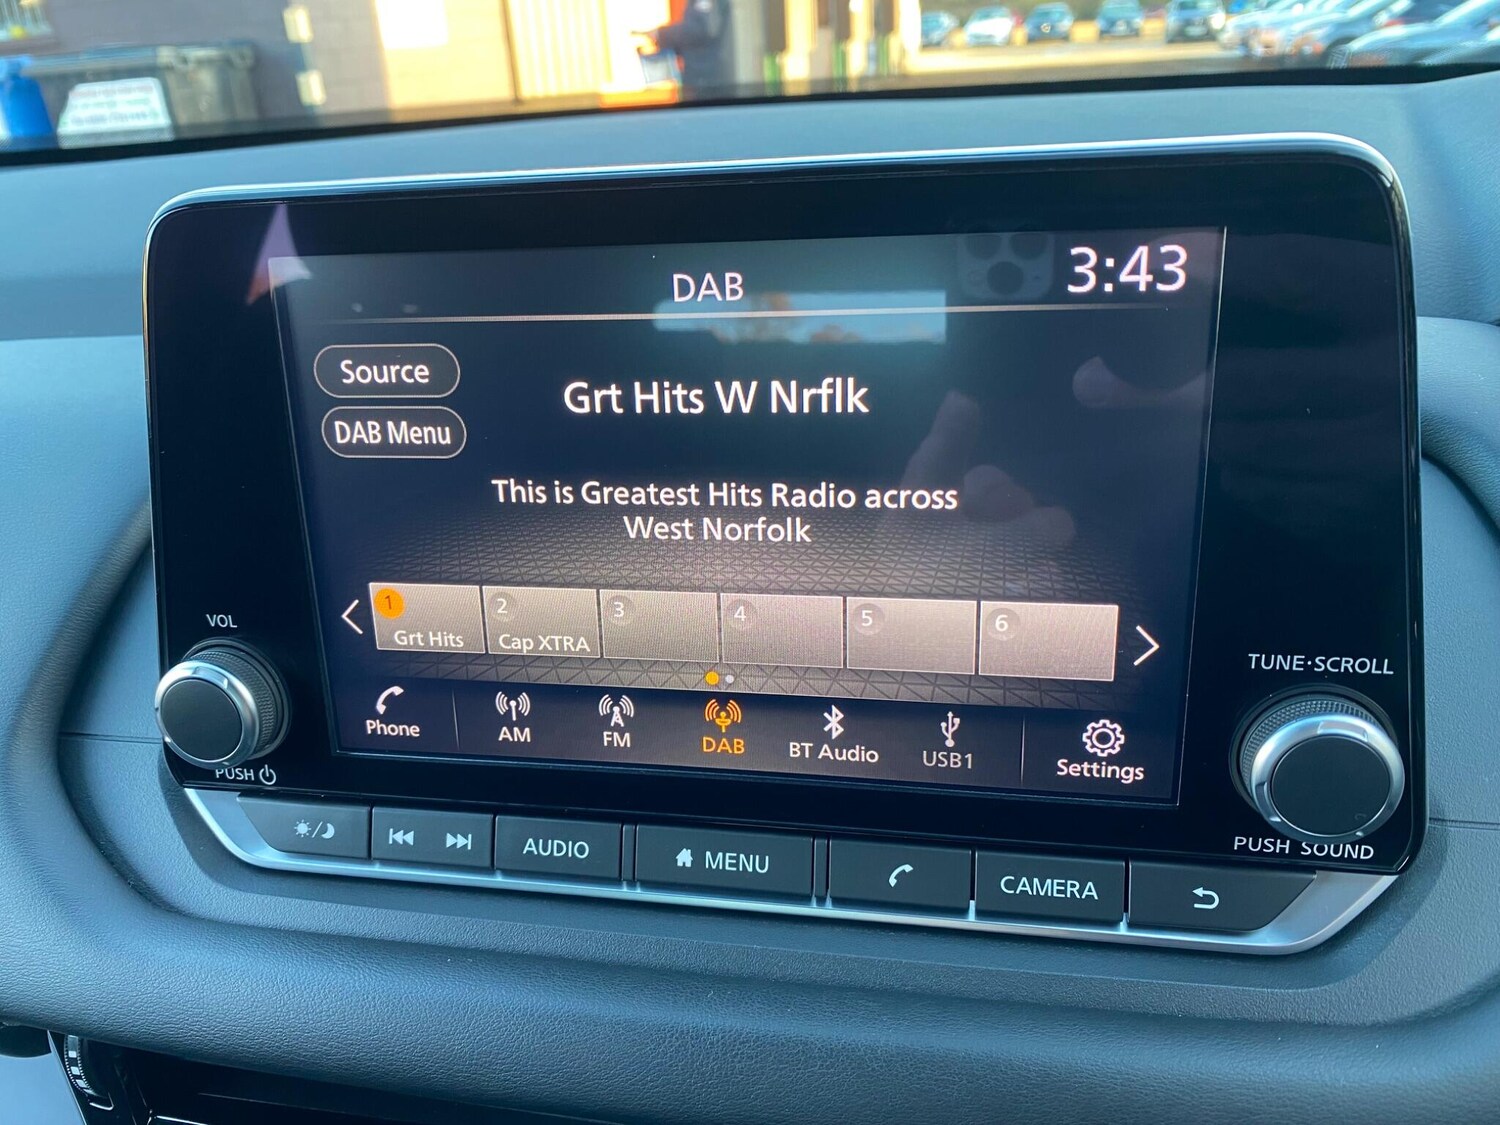 DAB
3:43
Source
Grt Hits W Nrflk
DAB Menu
This is Greatest Hits Radio across
West Norfolk
1
Grt Hits
2
Cap XTRA
3
4
5
6
Phone
AM
FM
DAB
BT Audio
USB1
Settings
VOL
PUSH
TUNE·SCROLL
PUSH SOUND
AUDIO
MENU
CAMERA